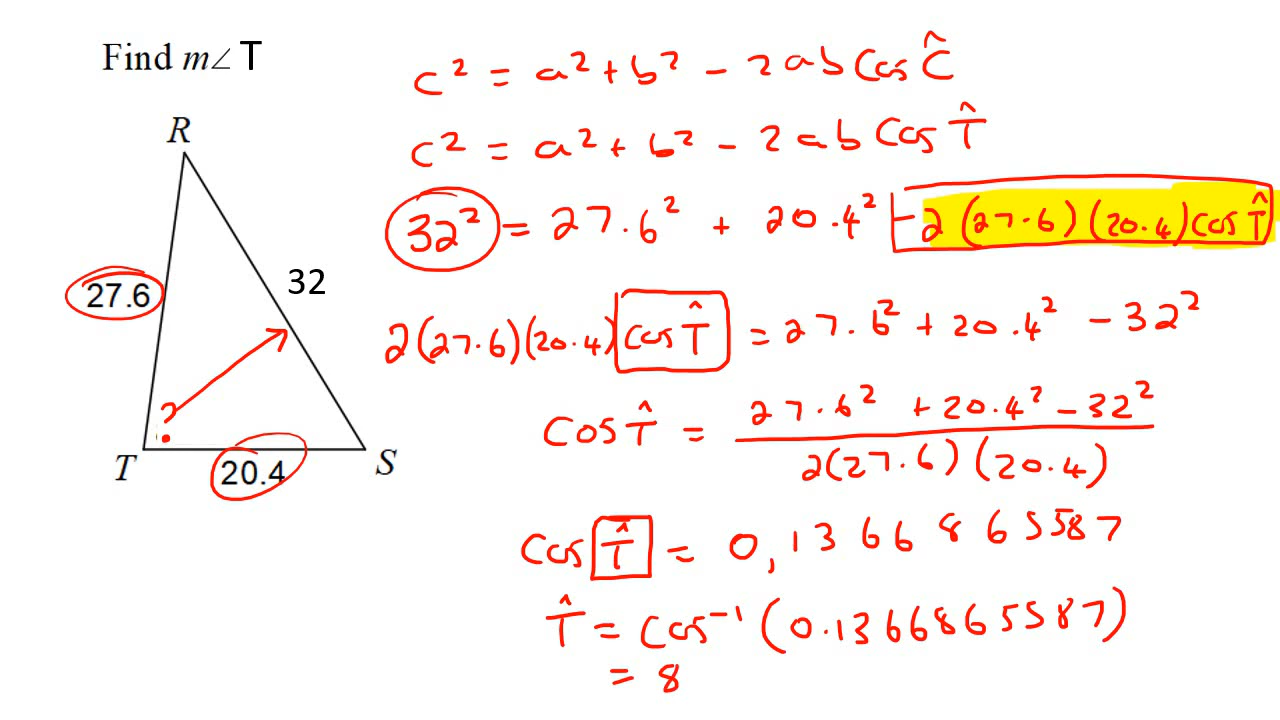 Find m∠ T
c² = a² + b² - 2ab Cos Ĉ
c² = a² + b² - 2ab Cos T̂
R
32² = 27.6² + 20.4² - 2(27.6)(20.4)cos T̂
27.6
32
2(27.6)(20.4) cos T̂ = 27.6² + 20.4² - 32²
?
Cos T̂ = 27.6² + 20.4² - 32²
2(27.6)(20.4)
T
20.4
S
Cos T̂ = 0,1366865587
T̂ = Cos⁻¹(0.1366865587)
= 8